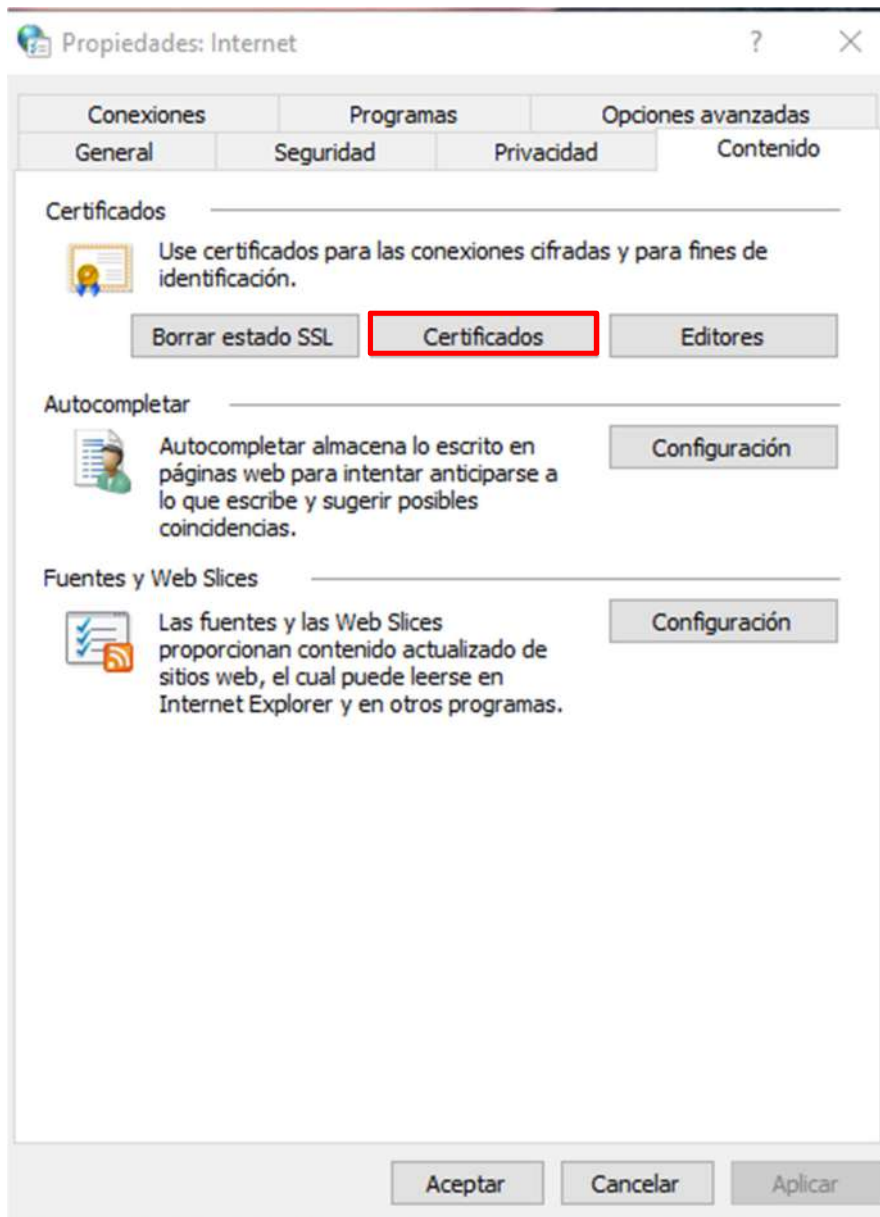 Propiedades: Internet
?
Conexiones
Programas
Opciones avanzadas
General
Seguridad
Privacidad
Contenido
Certificados
Use certificados para las conexiones cifradas y para fines de
identificación.
Borrar estado SSL
Certificados
Editores
Autocompletar
Autocompletar almacena lo escrito en
páginas web para intentar anticiparse a
lo que escribe y sugerir posibles
coincidencias.
Configuración
Fuentes y Web Slices
Las fuentes y las Web Slices
proporcionan contenido actualizado de
sitios web, el cual puede leerse en
Internet Explorer y en otros programas.
Configuración
Aceptar
Cancelar
Aplicar